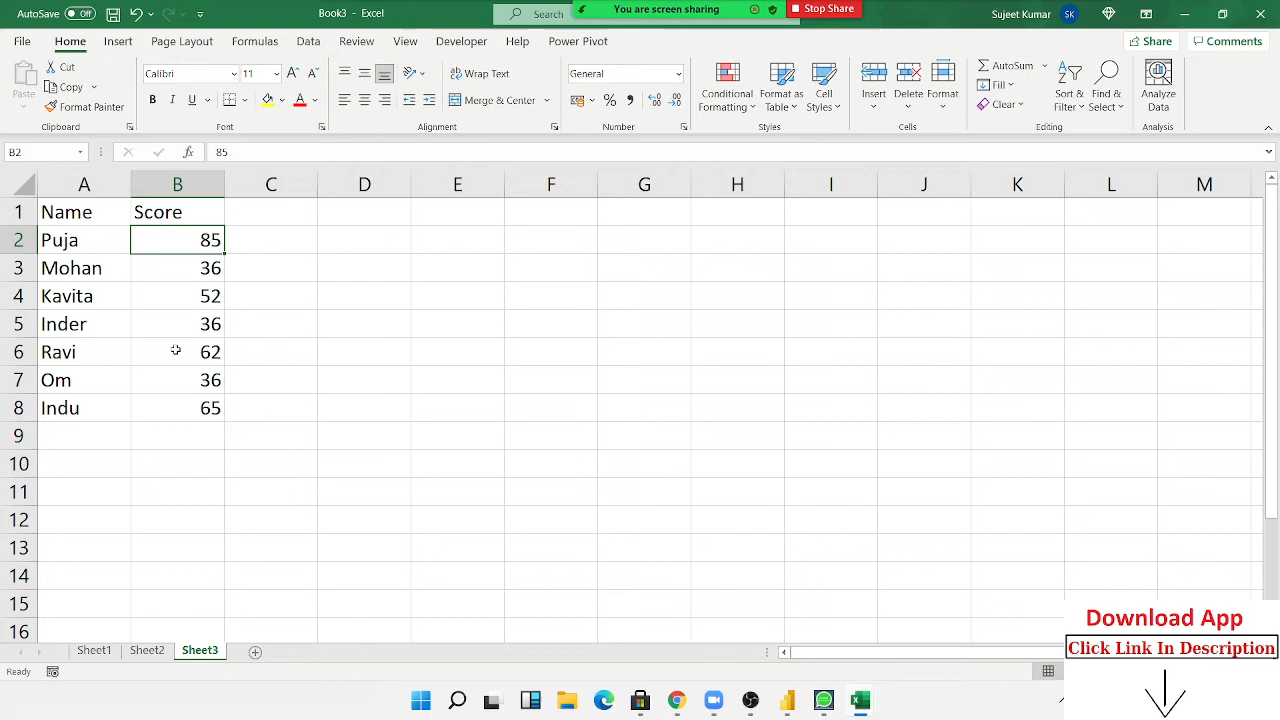 AutoSave Off
Book3 - Excel
Search
You are screen sharing
Stop Share
Sujeet Kumar
SK
File Home Insert Page Layout Formulas Data Review View Developer Help Power Pivot
Share
Comments
Paste
Cut
Copy
Format Painter
Clipboard
Calibri
11
B I U
Font
Wrap Text
Merge & Center
Alignment
General
Number
Conditional Formatting
Format as Table
Cell Styles
Styles
Insert
Delete
Format
Cells
AutoSum
Fill
Clear
Sort & Filter
Find & Select
Editing
Analyze Data
Analysis
B2
fx
85
A B C D E F G H I J K L M
1 Name Score
2 Puja 85
3 Mohan 36
4 Kavita 52
5 Inder 36
6 Ravi 62
7 Om 36
8 Indu 65
9
10
11
12
13
14
15
16
Sheet1 Sheet2 Sheet3
Ready
Download App
Click Link In Description